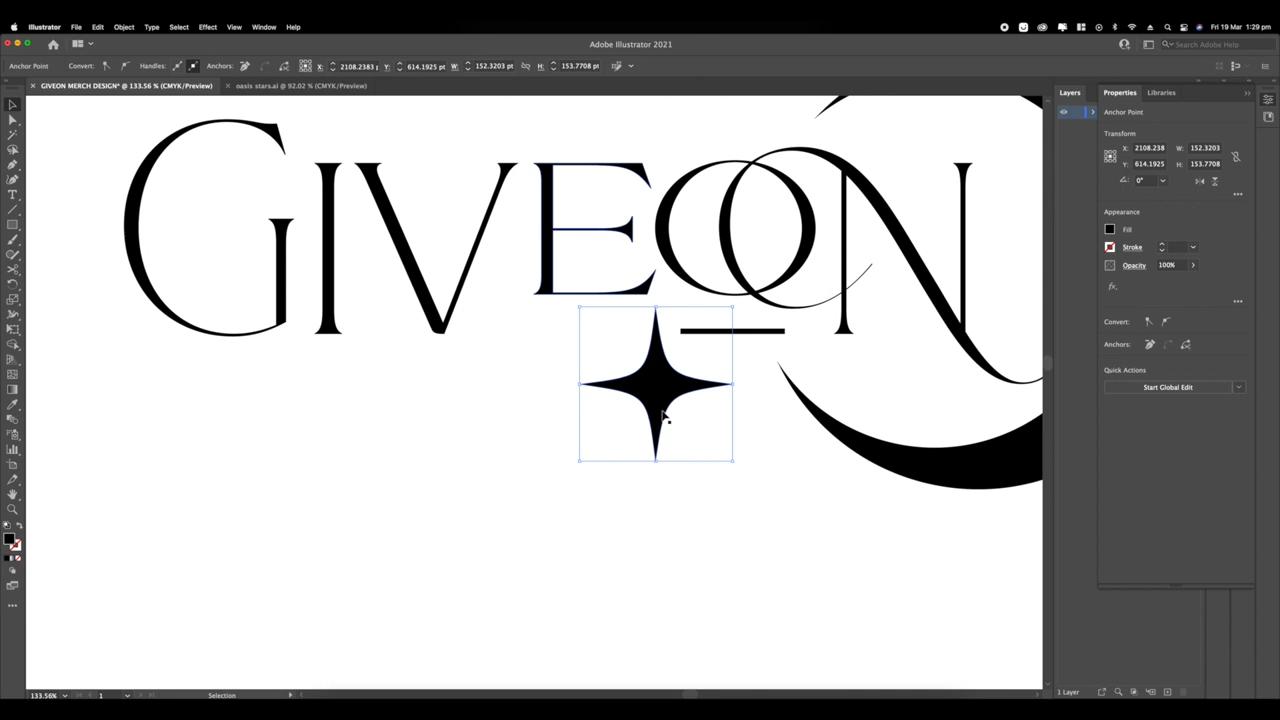 Illustrator File Edit Object Type Select Effect View Window Help Fri 19 Mar 1:29 pm
Adobe Illustrator 2021 Search Adobe Help
Anchor Point Convert: Handles: Anchors: X: 2108.2383 Y: 614.1925 W: 152.3203 pt H: 153.7708 pt
GIVEON MERCH DESIGN* @ 133.56 % (CMYK/Preview) oasis stars.ai @ 92.02 % (CMYK/Preview)
Layers Properties Libraries
Anchor Point
Transform
X: 2108.238 W: 152.3203
Y: 614.1925 H: 153.7708
0°
Appearance
Fill
Stroke
Opacity 100%
fx.
Convert:
Anchors:
Quick Actions
Start Global Edit
GIVEON
133.56% 1 Selection 1 Layer